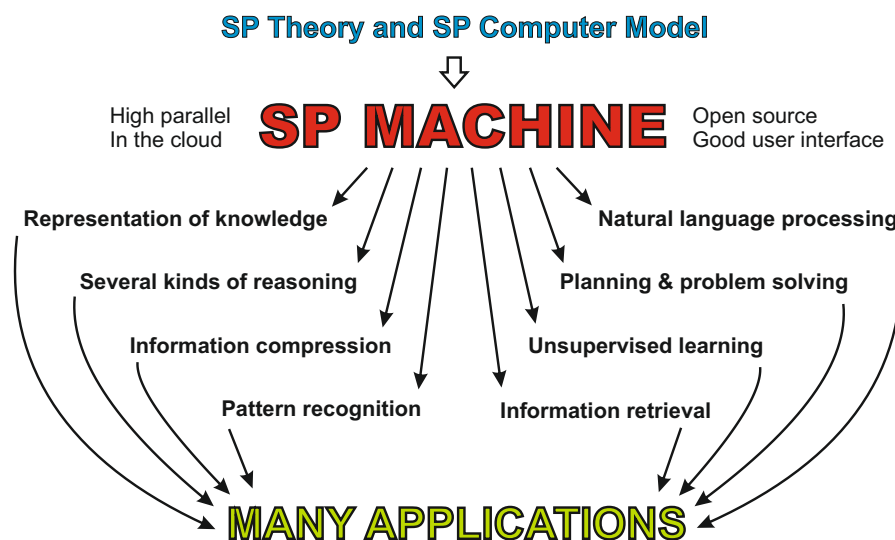 SP Theory and SP Computer Model
High parallel
In the cloud
SP MACHINE
Open source
Good user interface
Representation of knowledge
Natural language processing
Several kinds of reasoning
Planning & problem solving
Information compression
Unsupervised learning
Pattern recognition
Information retrieval
MANY APPLICATIONS